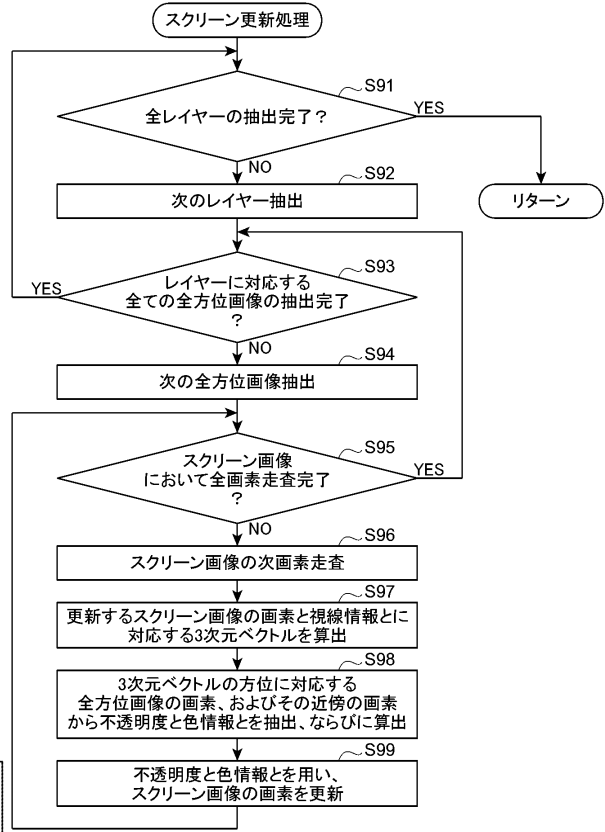 スクリーン更新処理
S91
全レイヤーの抽出完了？
YES
NO
S92
次のレイヤー抽出
リターン
S93
レイヤーに対応する
全ての全方位画像の抽出完了
？
YES
NO
S94
次の全方位画像抽出
S95
スクリーン画像
において全画素走査完了
？
YES
NO
S96
スクリーン画像の次画素走査
S97
更新するスクリーン画像の画素と視線情報とに
対応する3次元ベクトルを算出
S98
3次元ベクトルの方位に対応する
全方位画像の画素、およびその近傍の画素
から不透明度と色情報とを抽出、ならびに算出
S99
不透明度と色情報とを用い、
スクリーン画像の画素を更新